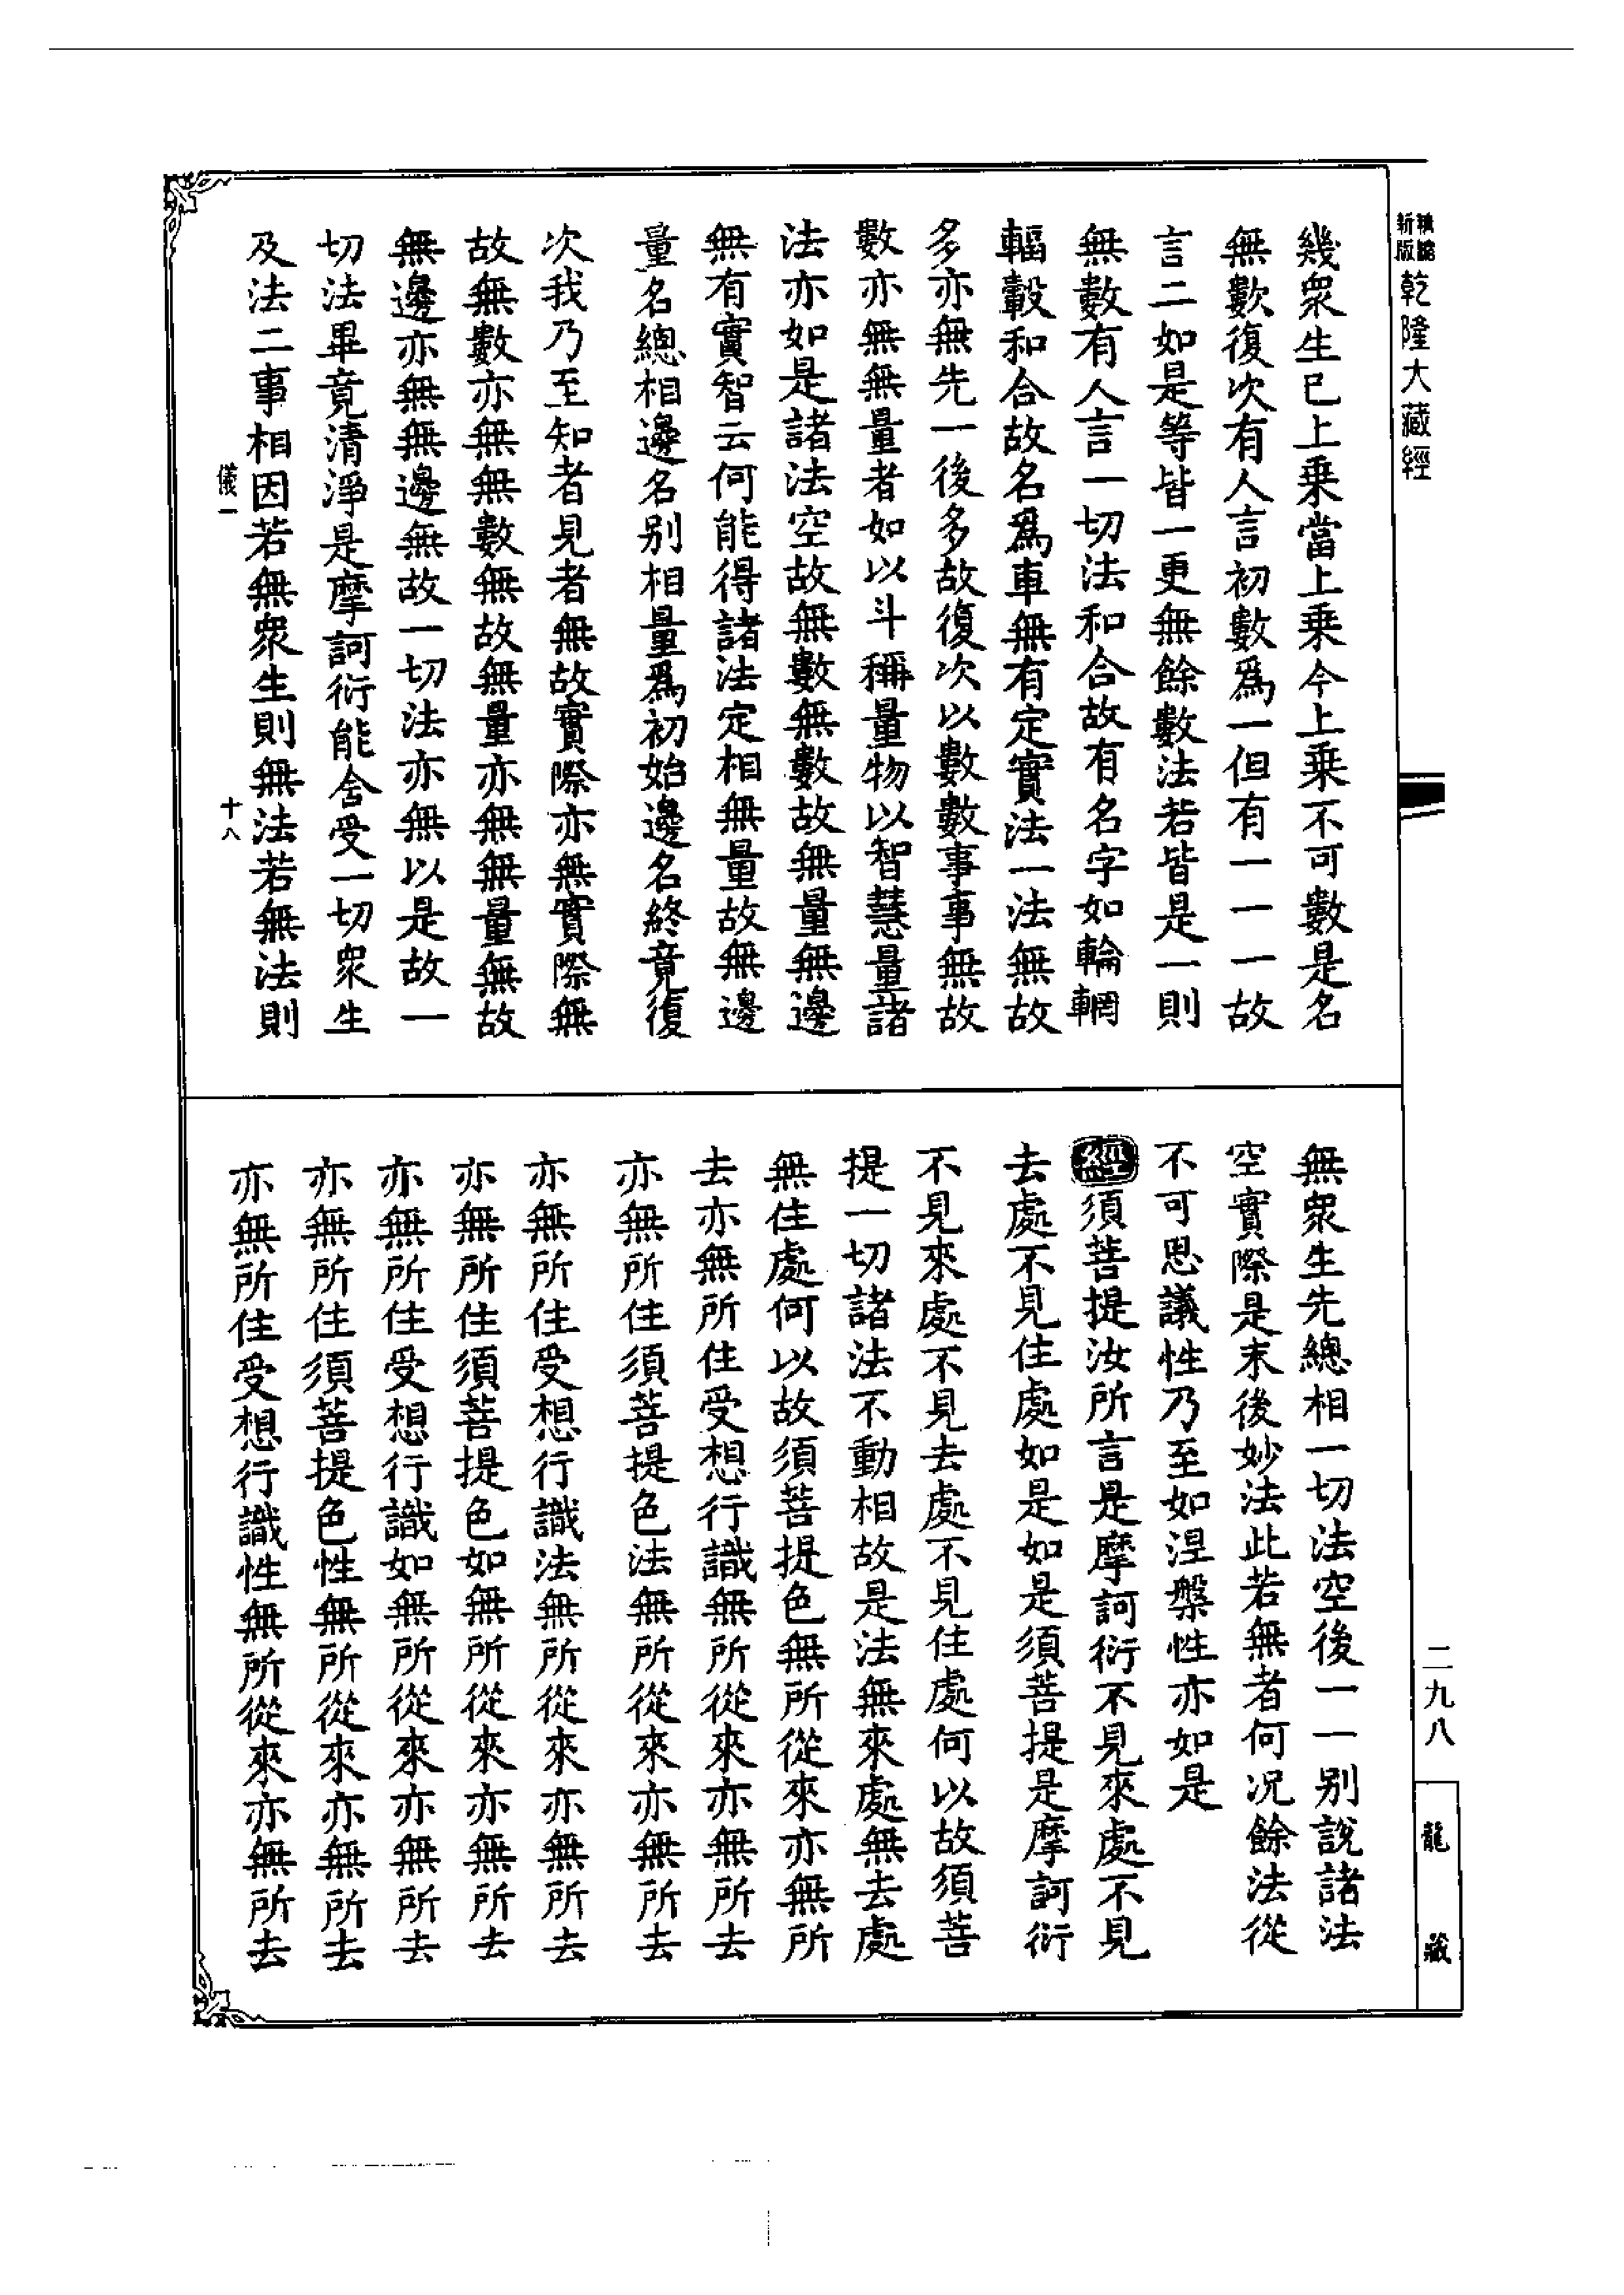 新版
乾隆大藏經
幾眾生已上乘當上乘今上乘不可數是名
無數復次有人言初數爲一但有一一一故
言二如是等皆一更無餘數法若皆是一則
無數有人言一切法和合故有名字如輪輞
輻轂和合故名爲車無有定實法一法無故
多亦無先一後多故復次以數數事事無故
數亦無無量者如以斗稱量物以智慧量諸
法亦如是諸法空故無數無數故無量無邊
無有實智云何能得諸法定相無量故無邊
量名總相邊名別相量爲初始邊名終竟復
次我乃至知者見者無故實際亦無實際無
故無數亦無無數無故無量亦無無量無故
無邊亦無無邊無故一切法亦無以是故一
切法畢竟清淨是摩訶衍能含受一切眾生
及法二事相因若無眾生則無法若無法則
儀一
十八
無眾生先總相一切法空後一一別說諸法
空實際是末後妙法此若無者何況餘法從
不可思議性乃至如涅槃性亦如是
經須菩提汝所言是摩訶衍不見來處不見
去處不見住處如是如是須菩提是摩訶衍
不見來處不見去處不見住處何以故須菩
提一切諸法不動相故是法無來處無去處
無住處何以故須菩提色無所從來亦無所
去亦無所住受想行識無所從來亦無所去
亦無所住須菩提色法無所從來亦無所去
亦無所住受想行識法無所從來亦無所去
亦無所住須菩提色如無所從來亦無所去
亦無所住受想行識如無所從來亦無所去
亦無所住須菩提色性無所從來亦無所去
亦無所住受想行識性無所從來亦無所去
二九八
龍藏